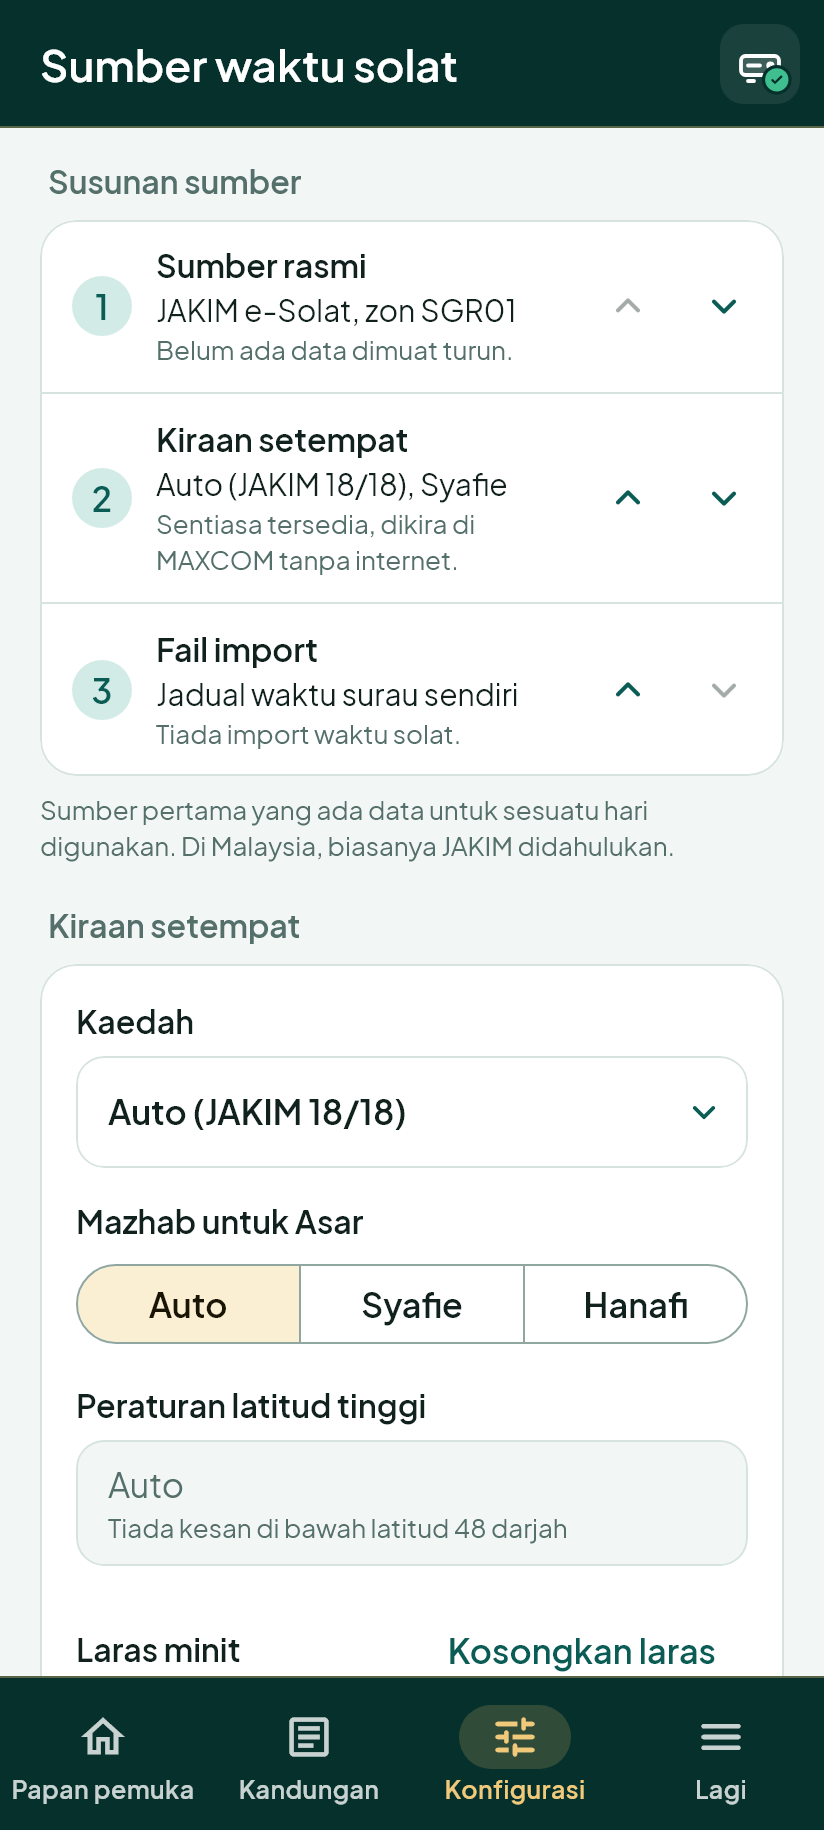 Sumber waktu solat
Susunan sumber
1
Sumber rasmi
JAKIM e-Solat, zon SGR01
Belum ada data dimuat turun.
2
Kiraan setempat
Auto (JAKIM 18/18), Syafie
Sentiasa tersedia, dikira di
MAXCOM tanpa internet.
3
Fail import
Jadual waktu surau sendiri
Tiada import waktu solat.
Sumber pertama yang ada data untuk sesuatu hari
digunakan. Di Malaysia, biasanya JAKIM didahulukan.
Kiraan setempat
Kaedah
Auto (JAKIM 18/18)
Mazhab untuk Asar
Auto Syafie Hanafi
Peraturan latitud tinggi
Auto
Tiada kesan di bawah latitud 48 darjah
Laras minit Kosongkan laras
Papan pemuka Kandungan Konfigurasi Lagi